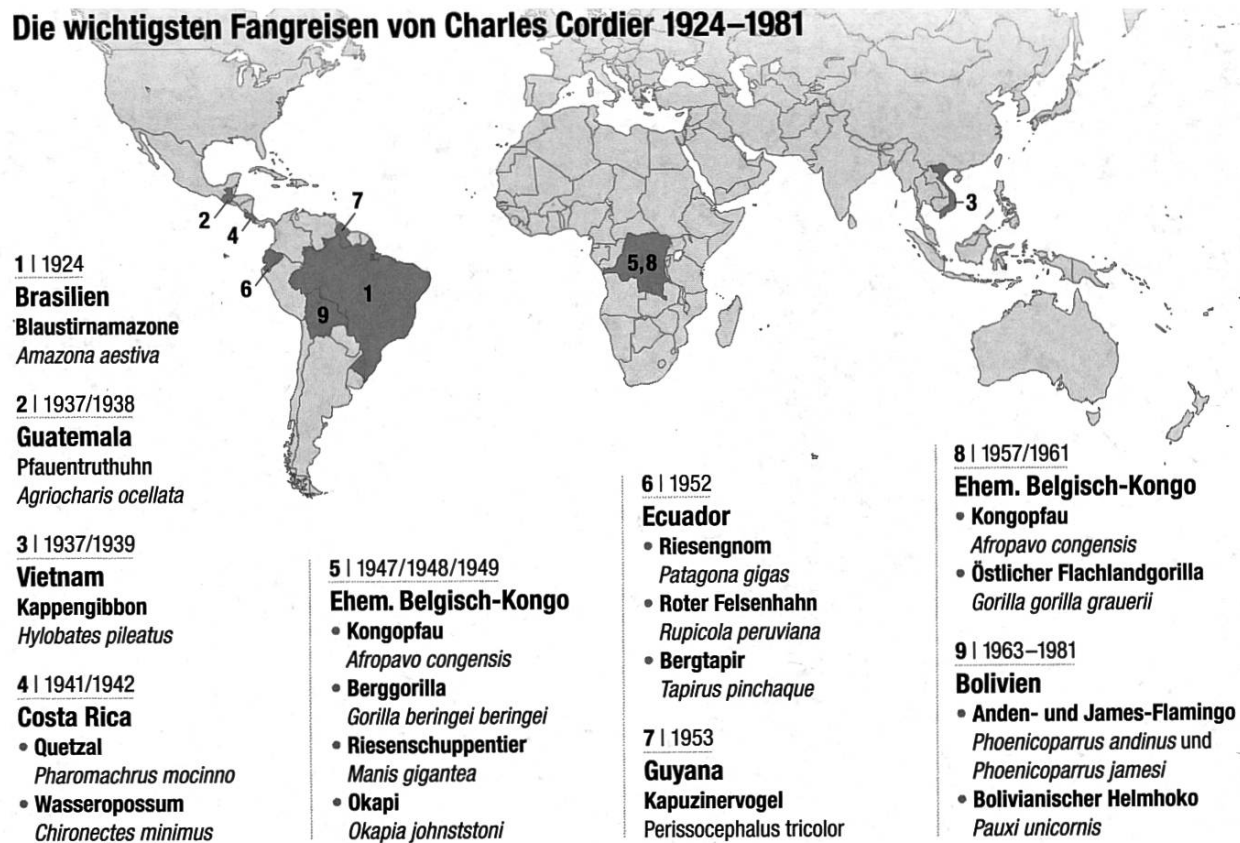 Die wichtigsten Fangreisen von Charles Cordier 1924–1981
2
4
7
6
1
9
5,8
3
1 | 1924
Brasilien
Blaustirnamazone
Amazona aestiva
2 | 1937/1938
Guatemala
Pfauentruthuhn
Agriocharis ocellata
3 | 1937/1939
Vietnam
Kappengibbon
Hylobates pileatus
4 | 1941/1942
Costa Rica
• Quetzal
Pharomachrus mocinno
• Wasseropossum
Chironectes minimus
5 | 1947/1948/1949
Ehem. Belgisch-Kongo
• Kongopfau
Afropavo congensis
• Berggorilla
Gorilla beringei beringei
• Riesenschuppentier
Manis gigantea
• Okapi
Okapia johnststoni
6 | 1952
Ecuador
• Riesengnom
Patagona gigas
• Roter Felsenhahn
Rupicola peruviana
• Bergtapir
Tapirus pinchaque
7 | 1953
Guyana
Kapuzinervogel
Perissocephalus tricolor
8 | 1957/1961
Ehem. Belgisch-Kongo
• Kongopfau
Afropavo congensis
• Östlicher Flachlandgorilla
Gorilla gorilla grauerii
9 | 1963–1981
Bolivien
• Anden- und James-Flamingo
Phoenicoparrus andinus und
Phoenicoparrus jamesi
• Bolivianischer Helmhoko
Pauxi unicornis